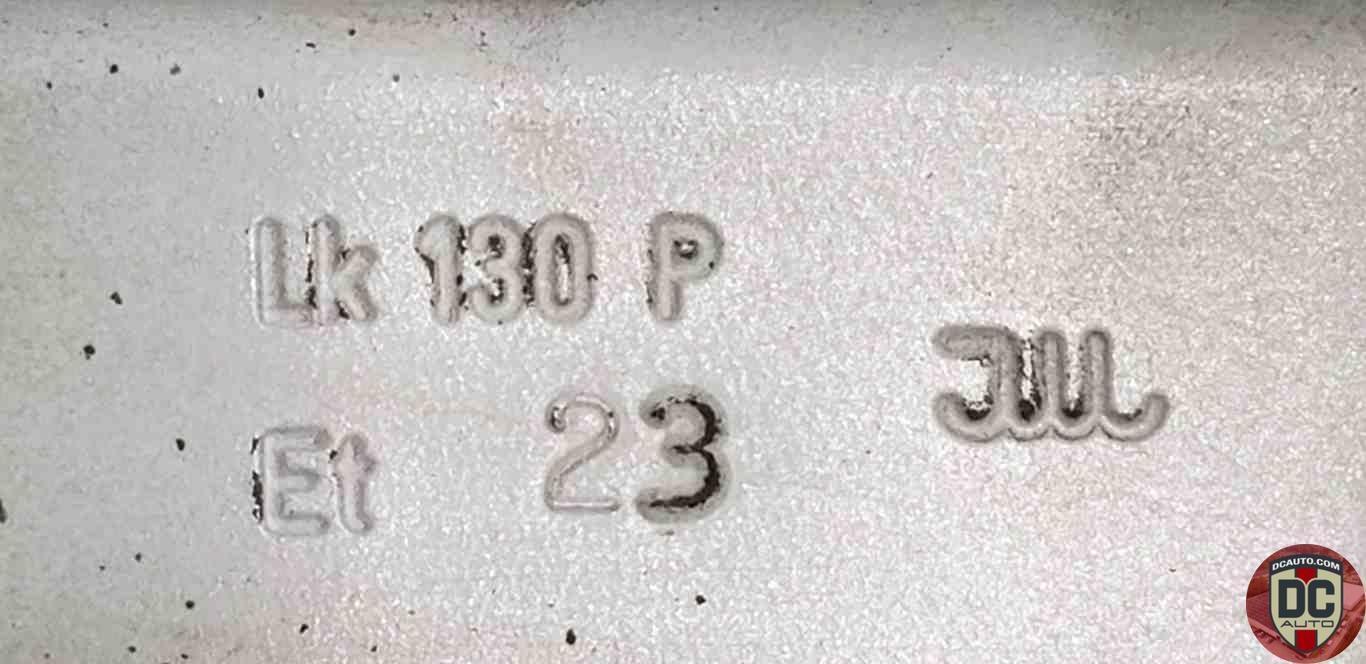 Lk 130 P
Et 23
DCAUTO.COM
DC
AUTO